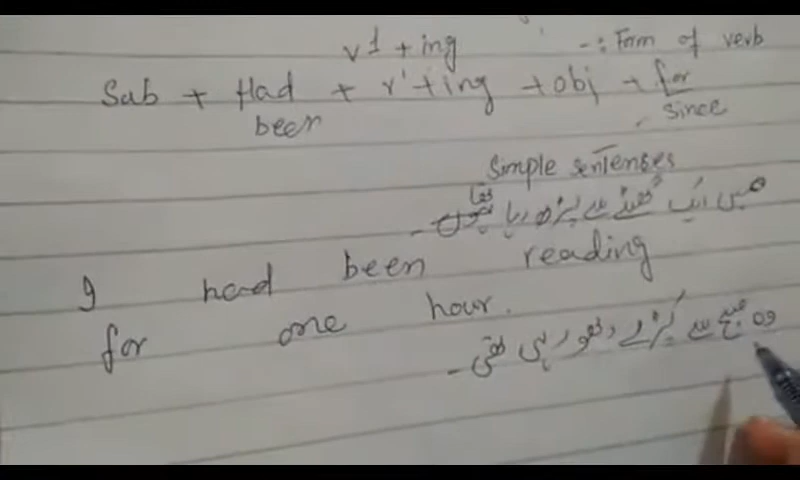 v1 + ing -: Form of verb
Sub + Had been + v1+ing + obj + for since
Simple sentenses
میں ایک گھنٹے سے پڑھ رہا تھا۔
I had been reading
for one hour.
وہ صبح سے کپڑے دھو رہی تھی۔